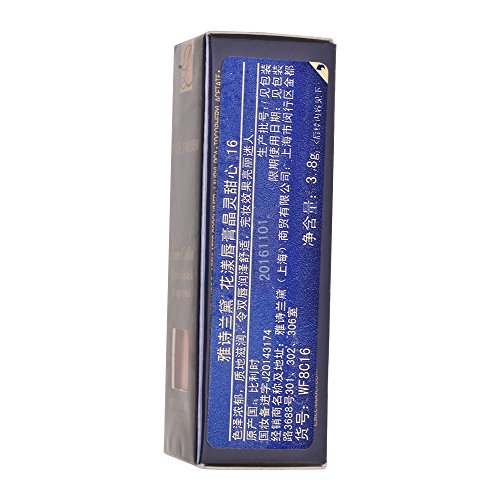 雅诗兰黛 花漾唇膏晶灵甜心 16
色泽浓郁，质地滋润，令双唇润泽舒适，完妆效果亮丽迷人
原产国：比利时
国妆备进字J20143174
20161101
生产批号：见包装
限期使用日期：见包装
经销商名称及地址：雅诗兰黛（上海）商贸有限公司：上海市闵行区金都
路3688号301、302、306室
货号：WF8C16
净含量：3.8g